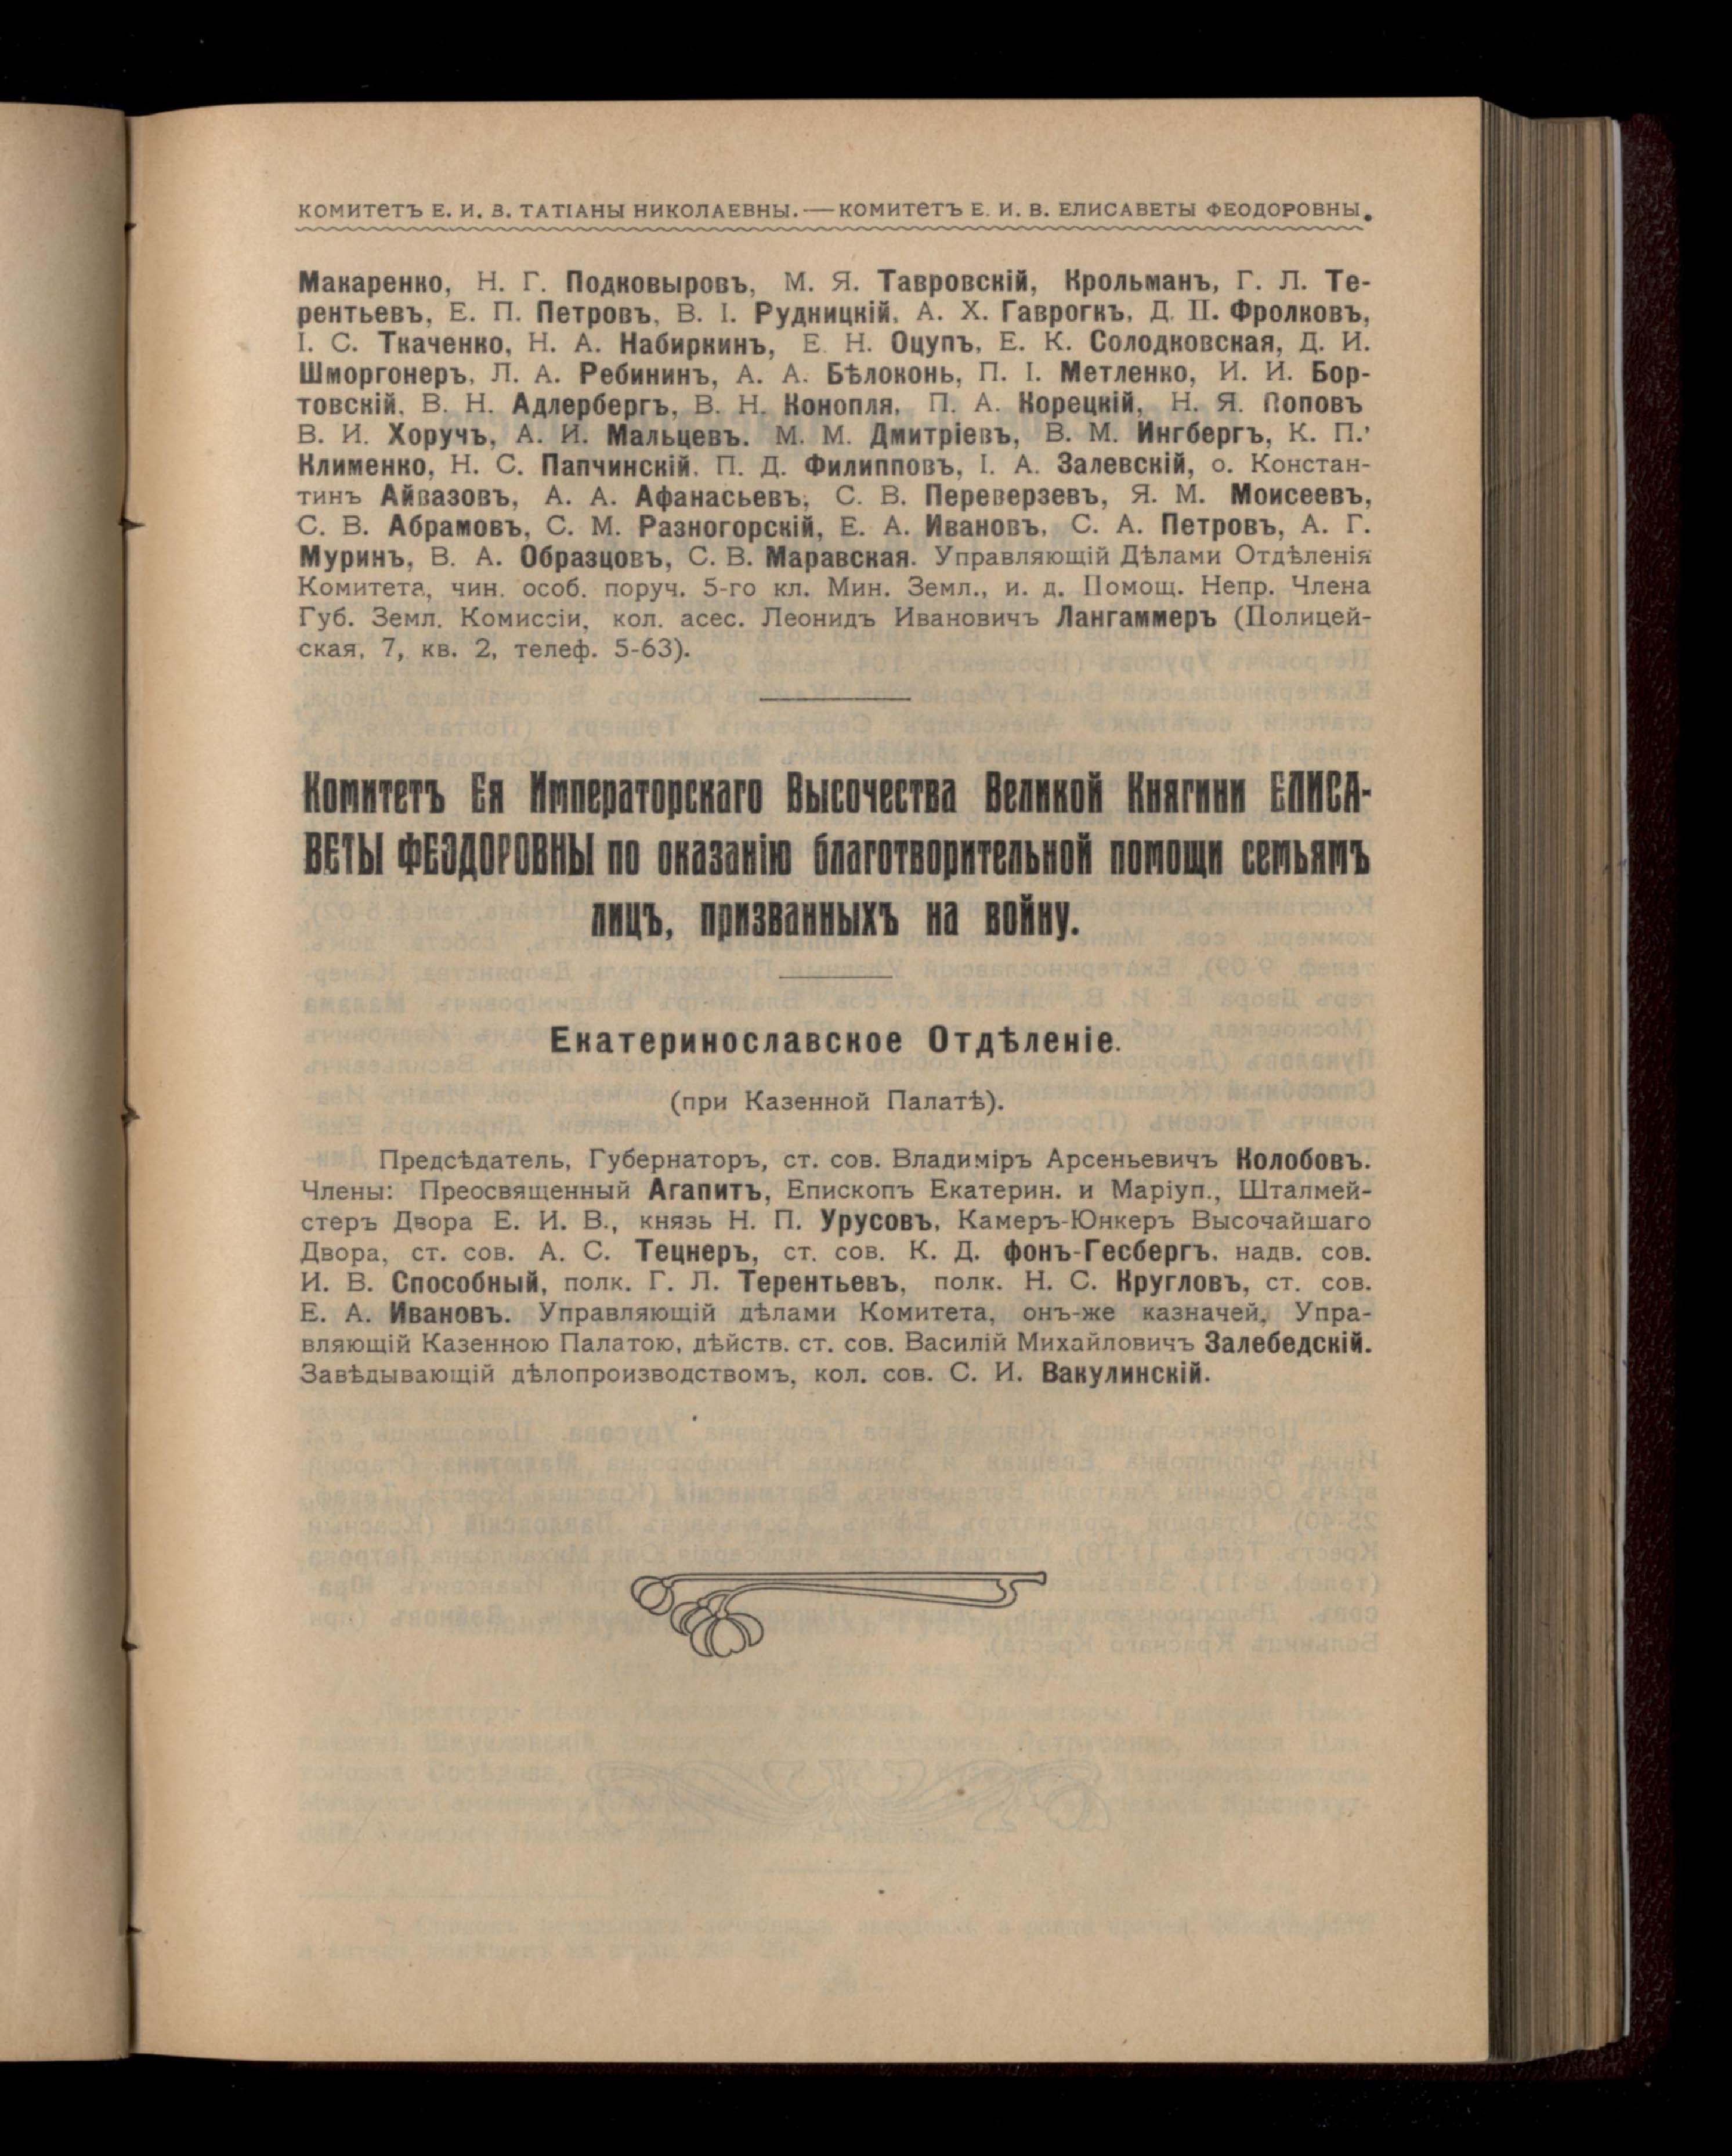 КОМИТЕТЪ Е. И. В. ТАТІАНЫ НИКОЛАЕВНЫ.—КОМИТЕТЪ Е. И. В. ЕЛИСАВЕТЫ ФЕОДОРОВНЫ.
Макаренко, Н. Г. Подковыровъ, М. Я. Тавровскій, Крольманъ, Г. Л. Те-
рентьевъ, Е. П. Петровъ, В. І. Рудницкій, А. Х. Гаврогкъ, Д. П. Фролковъ,
І. С. Ткаченко, Н. А. Набиркинъ, Е. Н. Оцупъ, Е. К. Солодковская, Д. И.
Шморгонеръ, Л. А. Ребининъ, А. А. Бѣлоконь, П. І. Метленко, И. И. Бор-
товскій, В. Н. Адлербергъ, В. Н. Конопля, П. А. Корецкій, Н. Я. Поповъ
В. И. Хоручъ, А. И. Мальцевъ. М. М. Дмитріевъ, В. М. Ингбергъ, К. П.
Клименко, Н. С. Папчинскій, П. Д. Филипповъ, І. А. Залевскій, о. Констан-
тинъ Айвазовъ, А. А. Афанасьевъ, С. В. Переверзевъ, Я. М. Моисеевъ,
С. В. Абрамовъ, С. М. Разногорскій, Е. А. Ивановъ, С. А. Петровъ, А. Г.
Муринъ, В. А. Образцовъ, С. В. Маравская. Управляющій Дѣлами Отдѣленія
Комитета, чин. особ. поруч. 5-го кл. Мин. Земл., и. д. Помощ. Непр. Члена
Губ. Земл. Комиссіи, кол. асес. Леонидъ Ивановичъ Лангаммеръ (Полицей-
ская, 7, кв. 2, телеф. 5-63).
Комитетъ Ея Императорскаго Высочества Великой Княгини ЕЛИСА-
ВЕТЫ ФЕОДОРОВНЫ по оказанію благотворительной помощи семьямъ
лицъ, призванныхъ на войну.
Екатеринославское Отдѣленіе.
(при Казенной Палатѣ).
Предсѣдатель, Губернаторъ, ст. сов. Владиміръ Арсеньевичъ Колобовъ.
Члены: Преосвященный Агапитъ, Епископъ Екатерин. и Маріуп., Шталмей-
стеръ Двора Е. И. В., князь Н. П. Урусовъ, Камеръ-Юнкеръ Высочайшаго
Двора, ст. сов. А. С. Тецнеръ, ст. сов. К. Д. фонъ-Гесбергъ, надв. сов.
И. В. Способный, полк. Г. Л. Терентьевъ, полк. Н. С. Кругловъ, ст. сов.
Е. А. Ивановъ. Управляющій дѣлами Комитета, онъ-же казначей, Упра-
вляющій Казенною Палатою, дѣйств. ст. сов. Василій Михайловичъ Залебедскій.
Завѣдывающій дѣлопроизводствомъ, кол. сов. С. И. Вакулинскій.